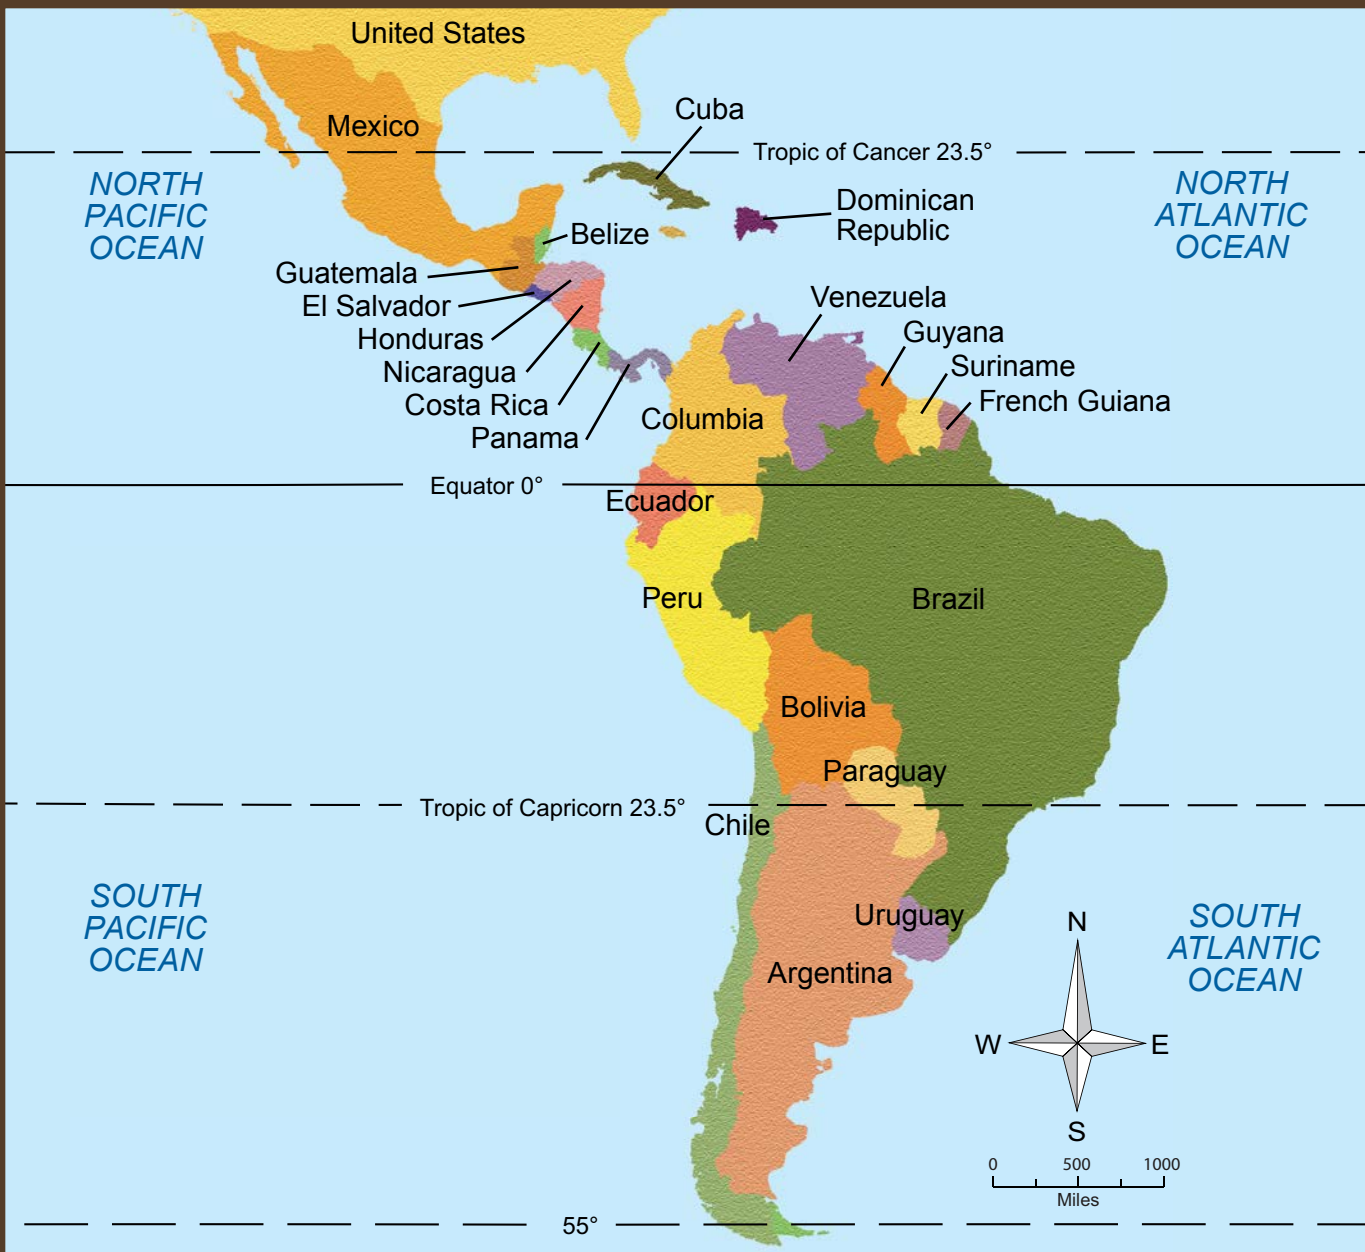 United States
Mexico
Cuba
Tropic of Cancer 23.5°
NORTH
PACIFIC
OCEAN
NORTH
ATLANTIC
OCEAN
Dominican
Republic
Belize
Guatemala
El Salvador
Honduras
Nicaragua
Costa Rica
Panama
Venezuela
Guyana
Suriname
French Guiana
Columbia
Equator 0°
Ecuador
Peru
Brazil
Bolivia
Paraguay
Tropic of Capricorn 23.5°
Chile
SOUTH
PACIFIC
OCEAN
Uruguay
Argentina
SOUTH
ATLANTIC
OCEAN
N
W
E
S
0 500 1000
Miles
55°